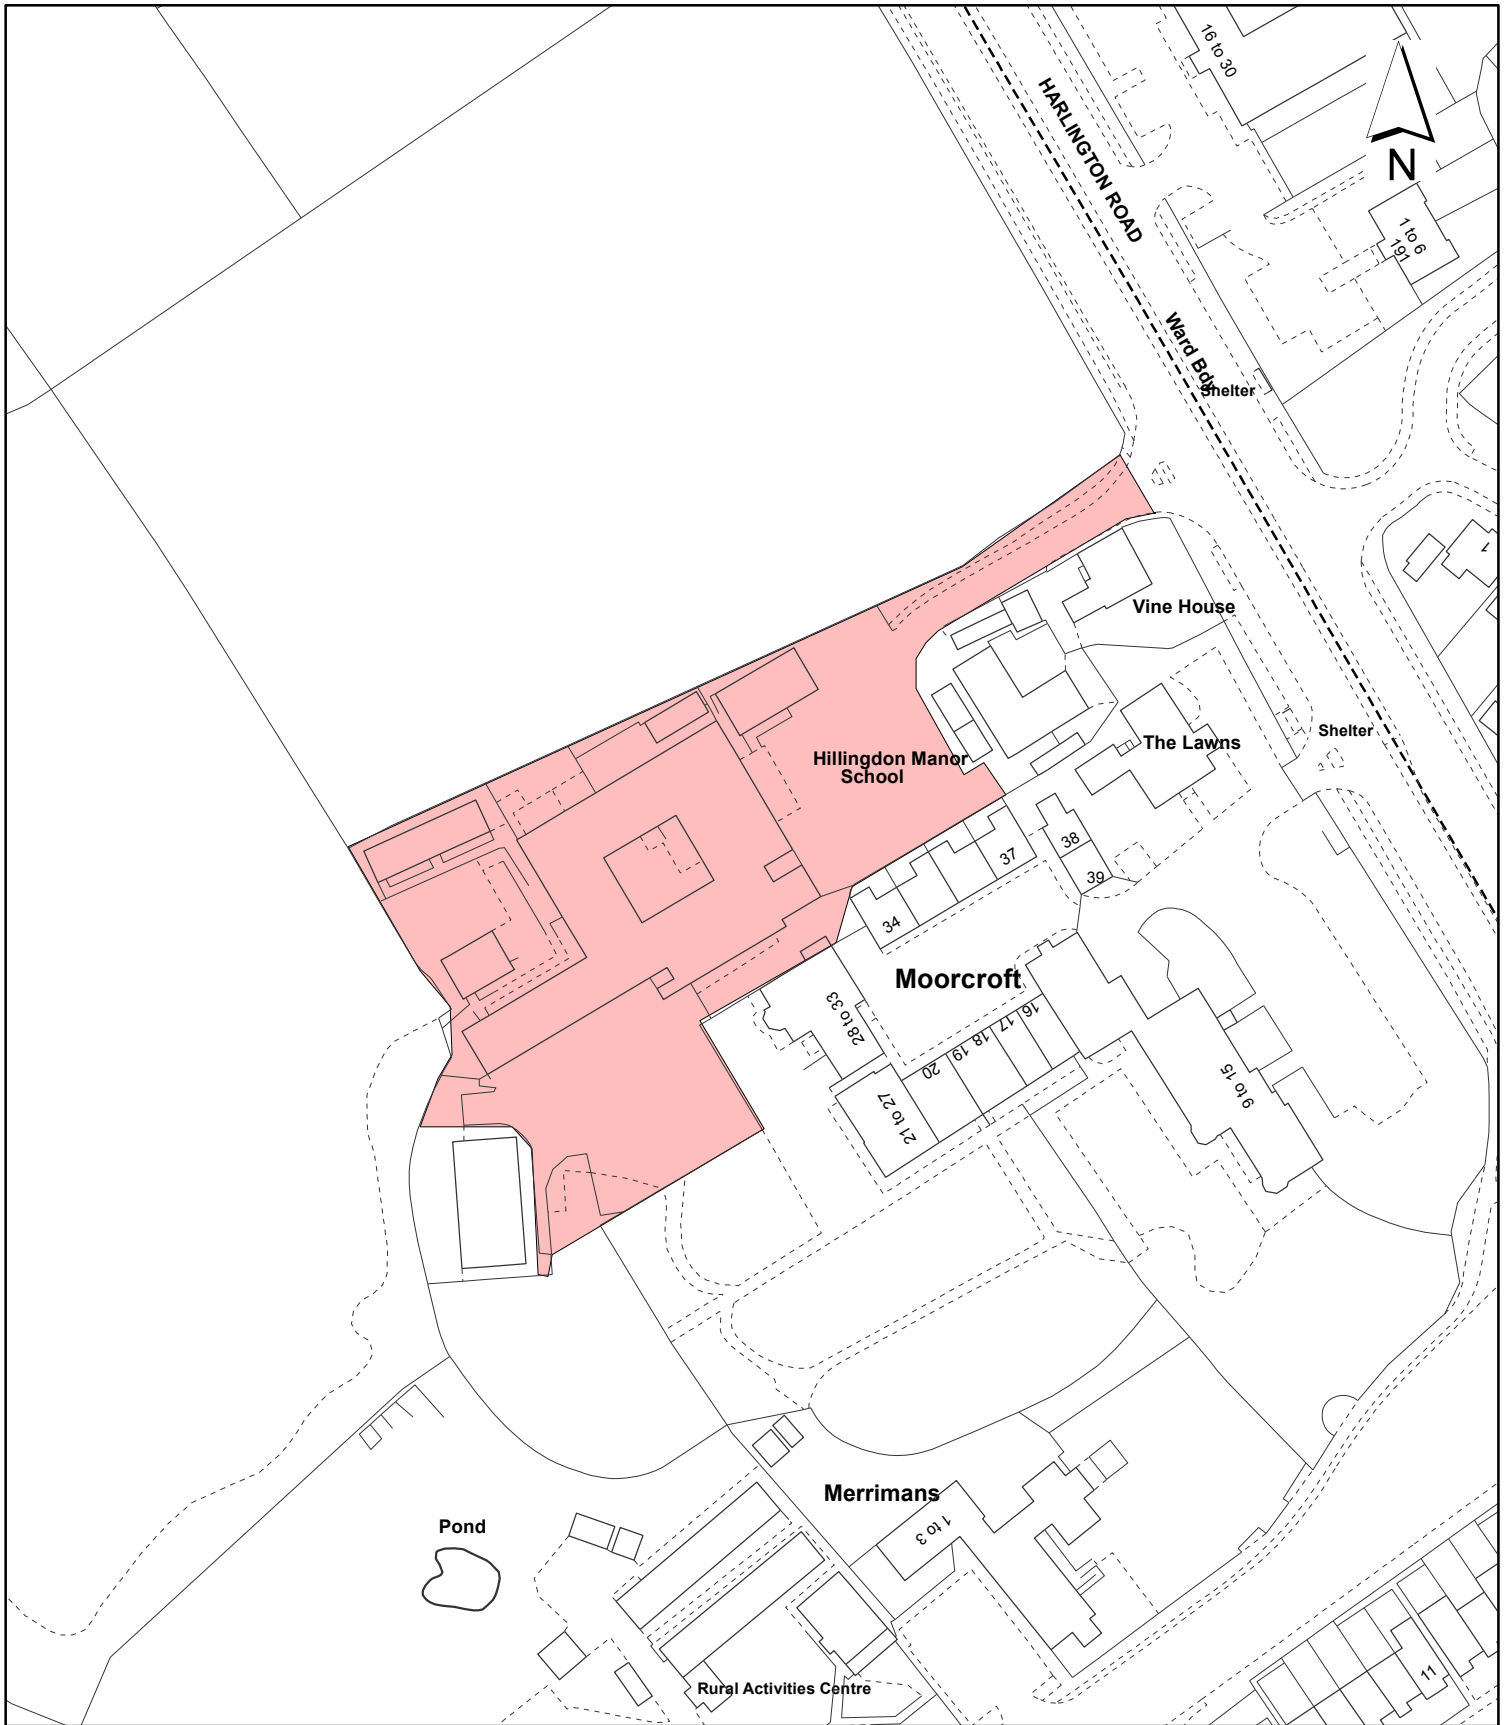 16 to 30
HARLINGTON ROAD
N
1 to 6
191
Ward Bdy
Shelter
1
Vine House
Shelter
The Lawns
Hillingdon Manor
School
38
37
39
34
Moorcroft
28 to 33
16
17
18
19
20
21 to 27
9 to 15
Merrimans
1 to 3
Pond
11
Rural Activities Centre